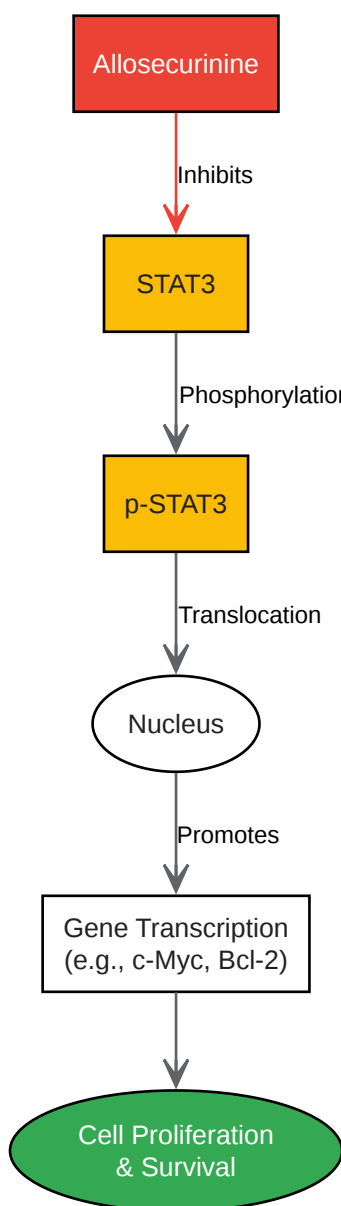 Allosecurinine
Inhibits
STAT3
Phosphorylation
p-STAT3
Translocation
Nucleus
Promotes
Gene Transcription
(e.g., c-Myc, Bcl-2)
Cell Proliferation
& Survival